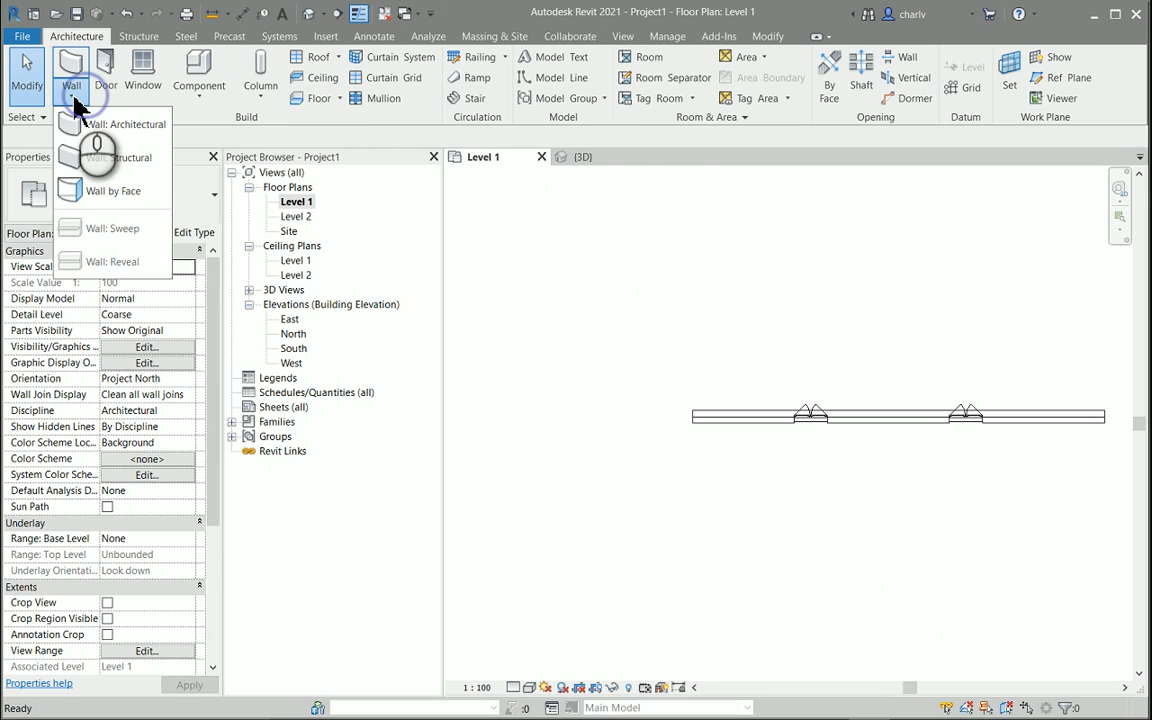 Autodesk Revit 2021 - Project1 - Floor Plan: Level 1
charlv
File Architecture Structure Steel Precast Systems Insert Annotate Analyze Massing & Site Collaborate View Manage Add-Ins Modify
Modify
Wall
Door
Window
Component
Column
Roof
Ceiling
Floor
Curtain System
Curtain Grid
Mullion
Railing
Ramp
Stair
Model Text
Model Line
Model Group
Room
Room Separator
Tag Room
Area
Area Boundary
Tag Area
By Face
Shaft
Wall
Vertical
Dormer
Level
Grid
Set
Show
Ref Plane
Viewer
Select Build Circulation Model Room & Area Opening Datum Work Plane
Wall: Architectural
Structural
Wall by Face
Wall: Sweep
Wall: Reveal
Properties
Floor Plan:
Edit Type
Graphics
View Sca
Scale Value 1: 100
Display Model Normal
Detail Level Coarse
Parts Visibility Show Original
Visibility/Graphics ... Edit...
Graphic Display O... Edit...
Orientation Project North
Wall Join Display Clean all wall joins
Discipline Architectural
Show Hidden Lines By Discipline
Color Scheme Loc... Background
Color Scheme <none>
System Color Sche... Edit...
Default Analysis D... None
Sun Path
Underlay
Range: Base Level None
Range: Top Level Unbounded
Underlay Orientati... Look down
Extents
Crop View
Crop Region Visible
Annotation Crop
View Range Edit...
Associated Level Level 1
Properties help Apply
Project Browser - Project1
Views (all)
Floor Plans
Level 1
Level 2
Site
Ceiling Plans
Level 1
Level 2
3D Views
Elevations (Building Elevation)
East
North
South
West
Legends
Schedules/Quantities (all)
Sheets (all)
Families
Groups
Revit Links
Level 1
{3D}
1 : 100
Ready
:0
Main Model
:0